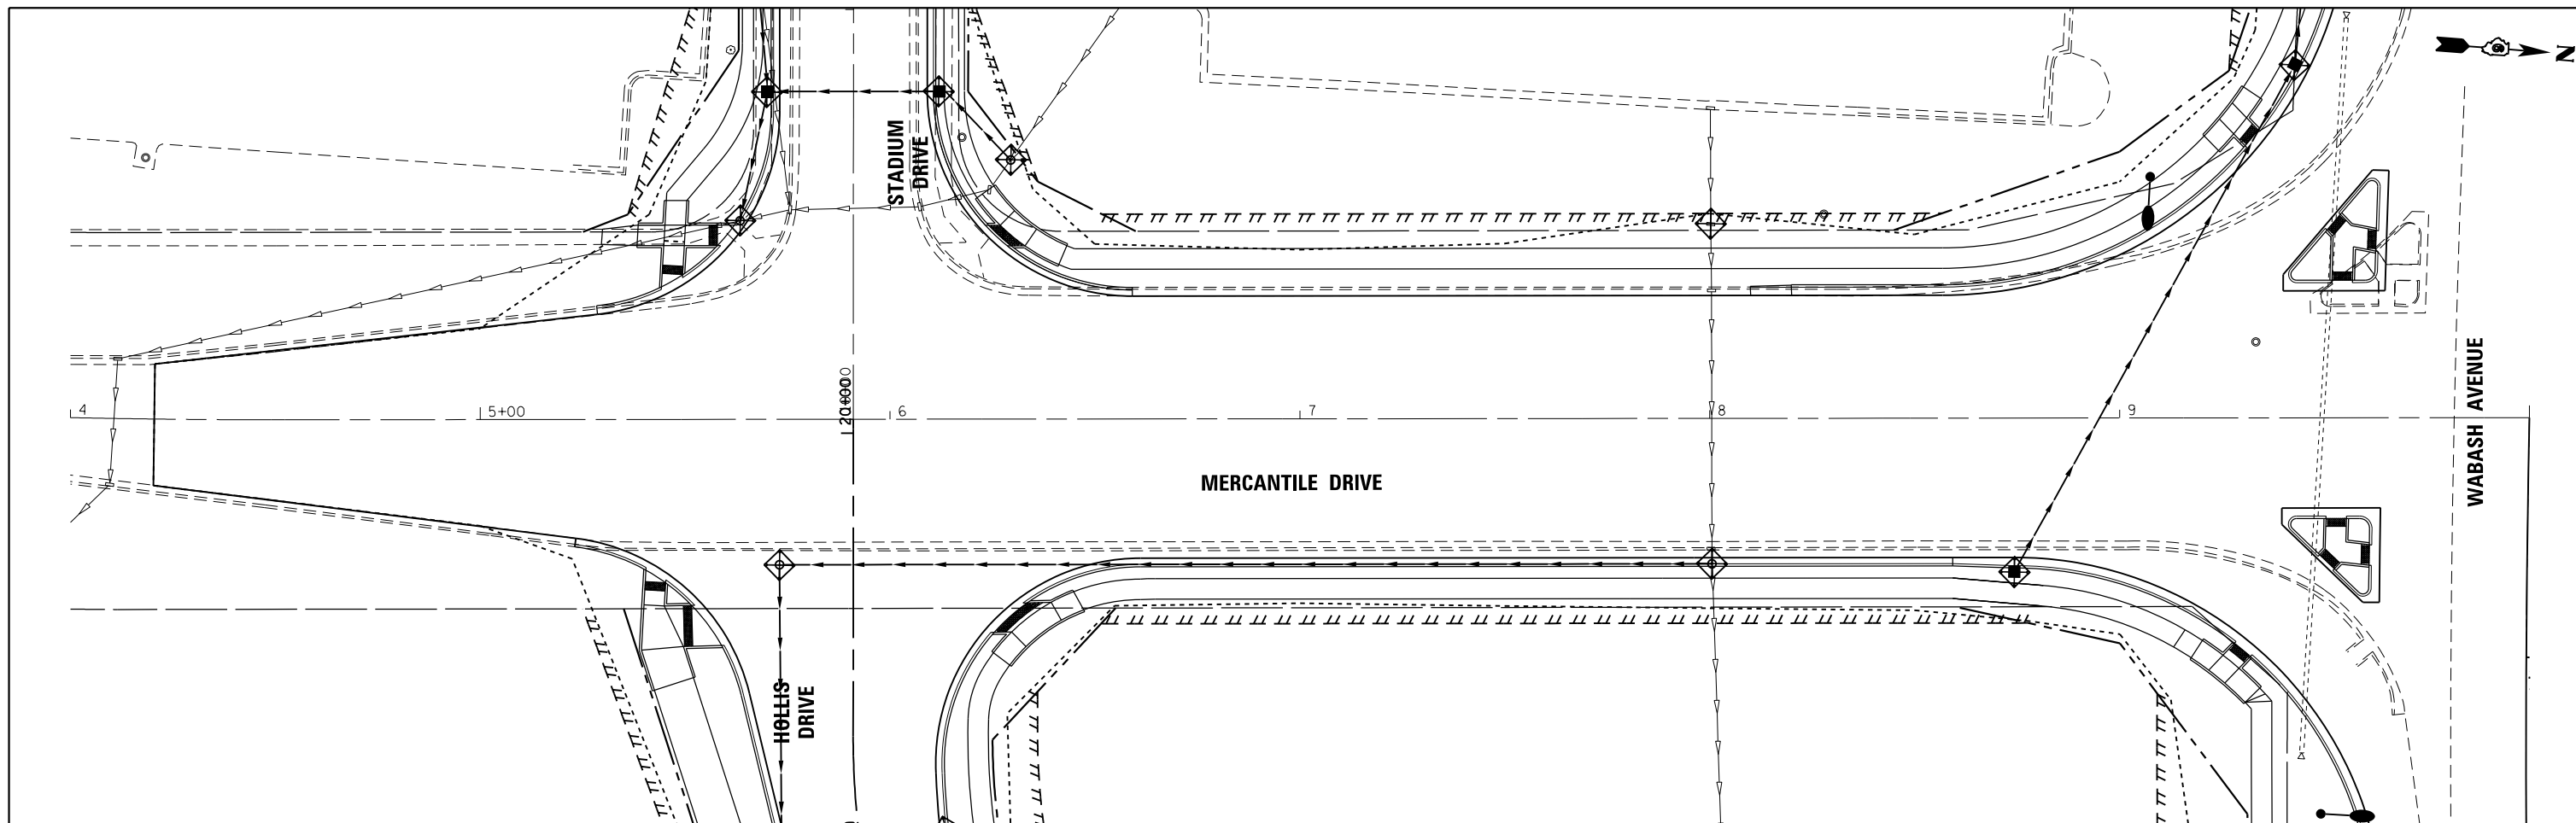 N
STADIUM
DRIVE
WABASH AVENUE
4
5+00
6
7
8
9
MERCANTILE DRIVE
HOLLIS
DRIVE